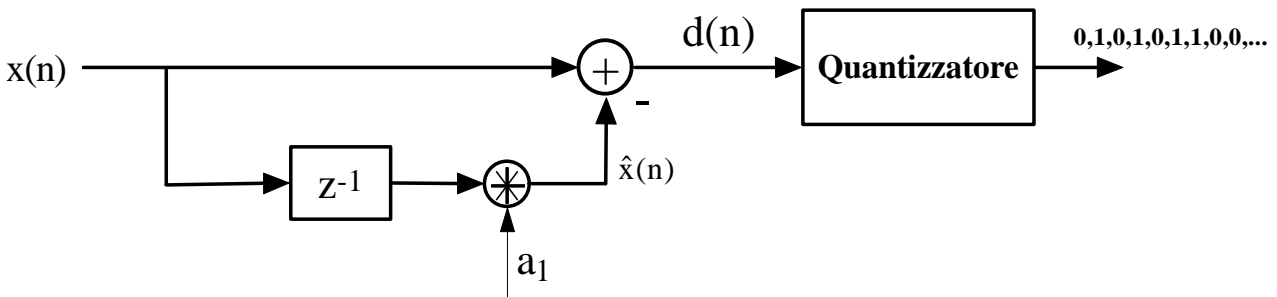 x(n)
d(n)
Quantizzatore
0,1,0,1,0,1,1,0,0,...
+
-
z-1
x̂(n)
a1